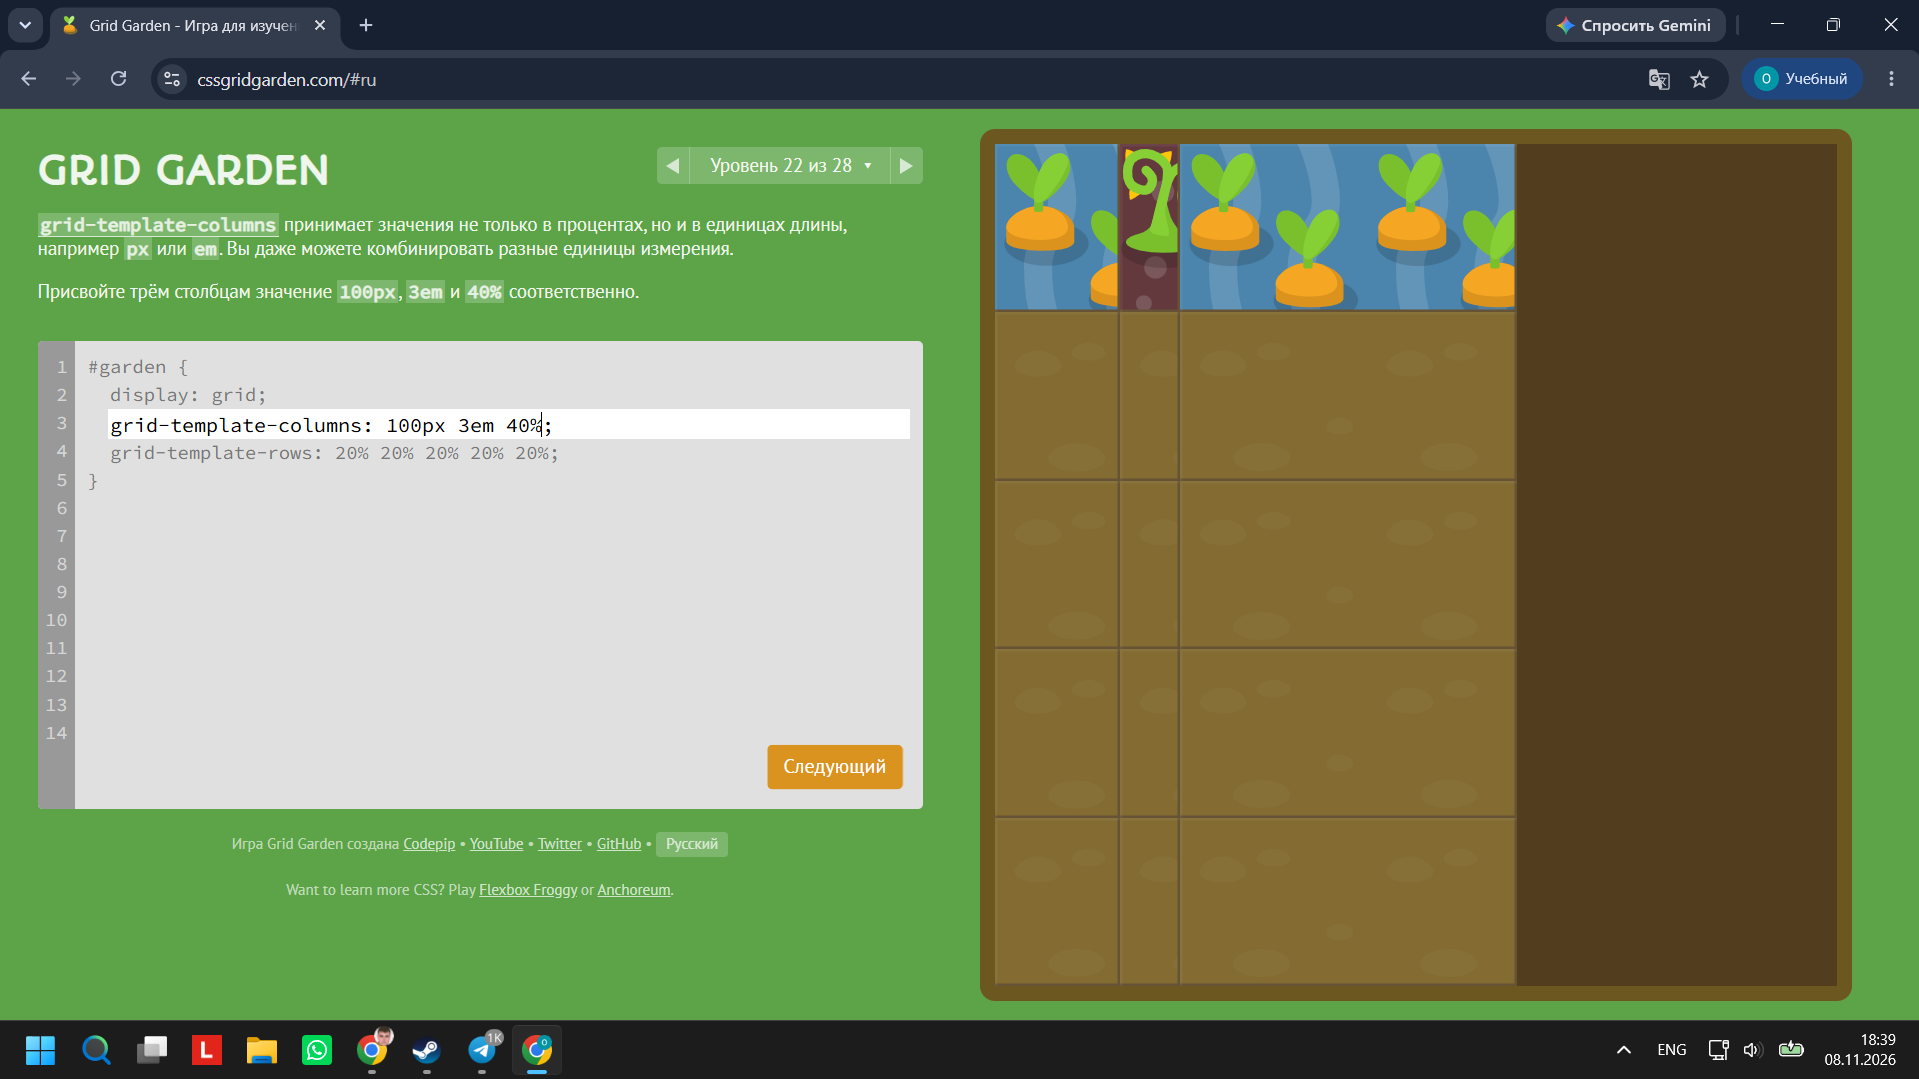 Grid Garden - Игра для изучен
Спросить Gemini
cssgridgarden.com/#ru
О Учебный
GRID GARDEN
Уровень 22 из 28
grid-template-columns принимает значения не только в процентах, но и в единицах длины,
например px или em. Вы даже можете комбинировать разные единицы измерения.
Присвойте трём столбцам значение 100px, 3em и 40% соответственно.
1 #garden {
2 display: grid;
3 grid-template-columns: 100px 3em 40%;
4 grid-template-rows: 20% 20% 20% 20% 20%;
5 }
6
7
8
9
10
11
12
13
14
Следующий
Игра Grid Garden создана Codepip • YouTube • Twitter • GitHub • Русский
Want to learn more CSS? Play Flexbox Froggy or Anchoreum.
L
1K
О
ENG
18:39
08.11.2026